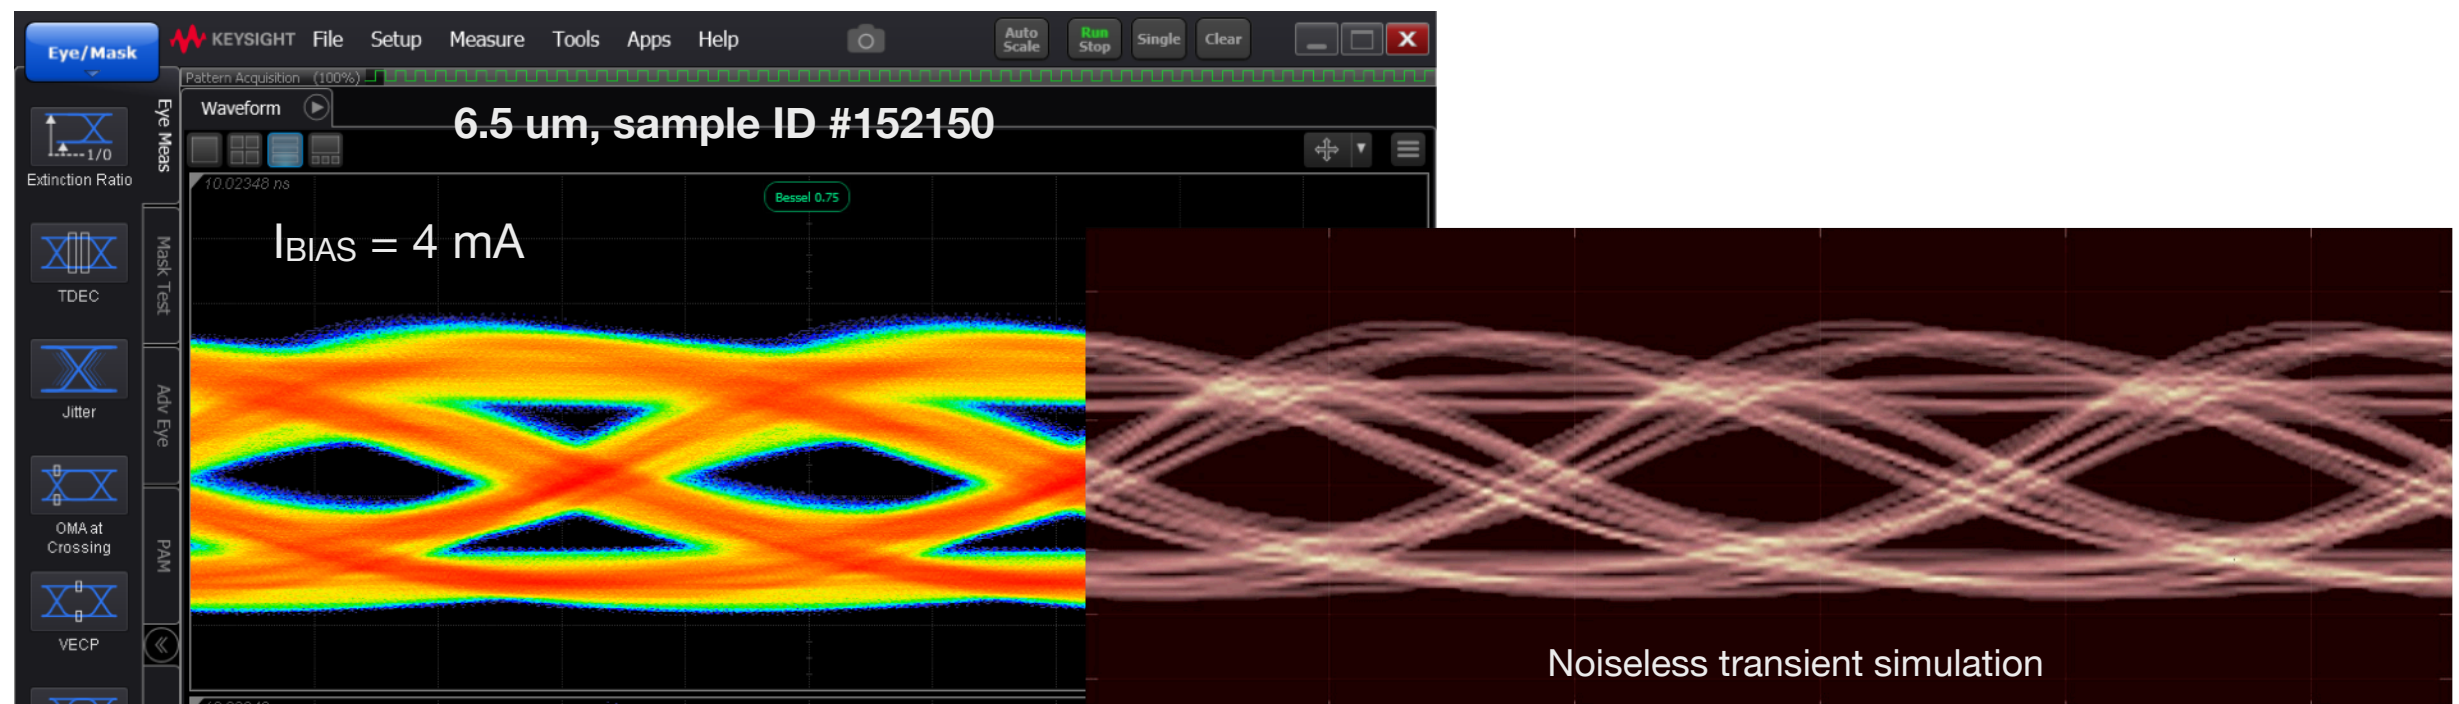 Eye/Mask
KEYSIGHT File Setup Measure Tools Apps Help
Auto Scale
Run Stop
Single
Clear
Pattern Acquisition (100%)
Waveform
6.5 um, sample ID #152150
10.02348 ns
Bessel 0.75
IBIAS = 4 mA
1/0
Extinction Ratio
TDEC
Jitter
OMA at
Crossing
VECP
Eye Meas
Mask Test
Adv Eye
PAM
Noiseless transient simulation